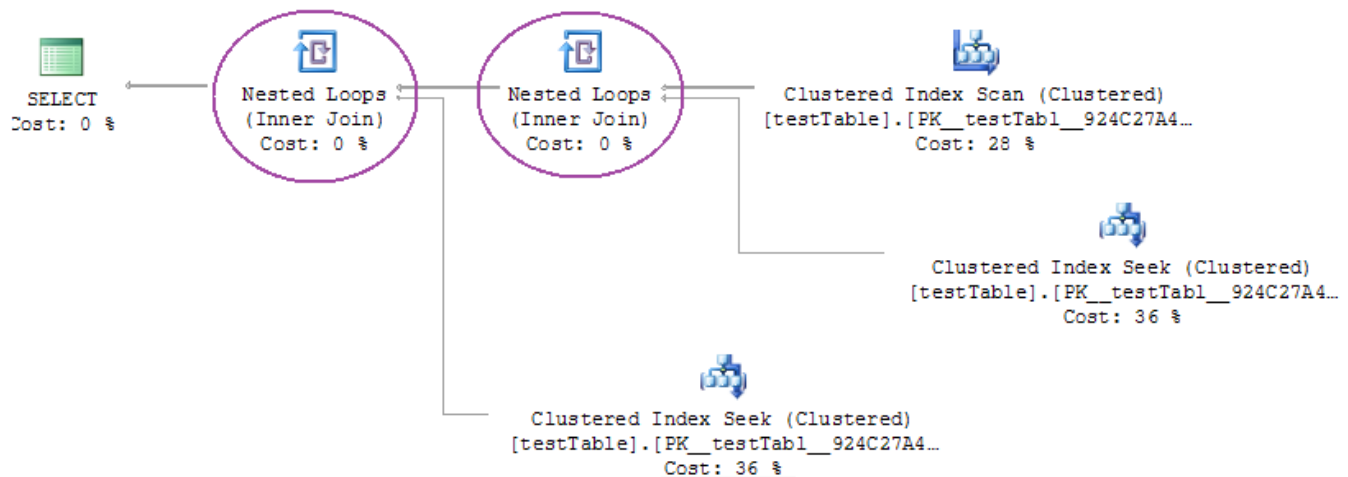 SELECT
Cost: 0 %
Nested Loops
(Inner Join)
Cost: 0 %
Nested Loops
(Inner Join)
Cost: 0 %
Clustered Index Scan (Clustered)
[testTable].[PK__testTabl__924C27A4…
Cost: 28 %
Clustered Index Seek (Clustered)
[testTable].[PK__testTabl__924C27A4…
Cost: 36 %
Clustered Index Seek (Clustered)
[testTable].[PK__testTabl__924C27A4…
Cost: 36 %